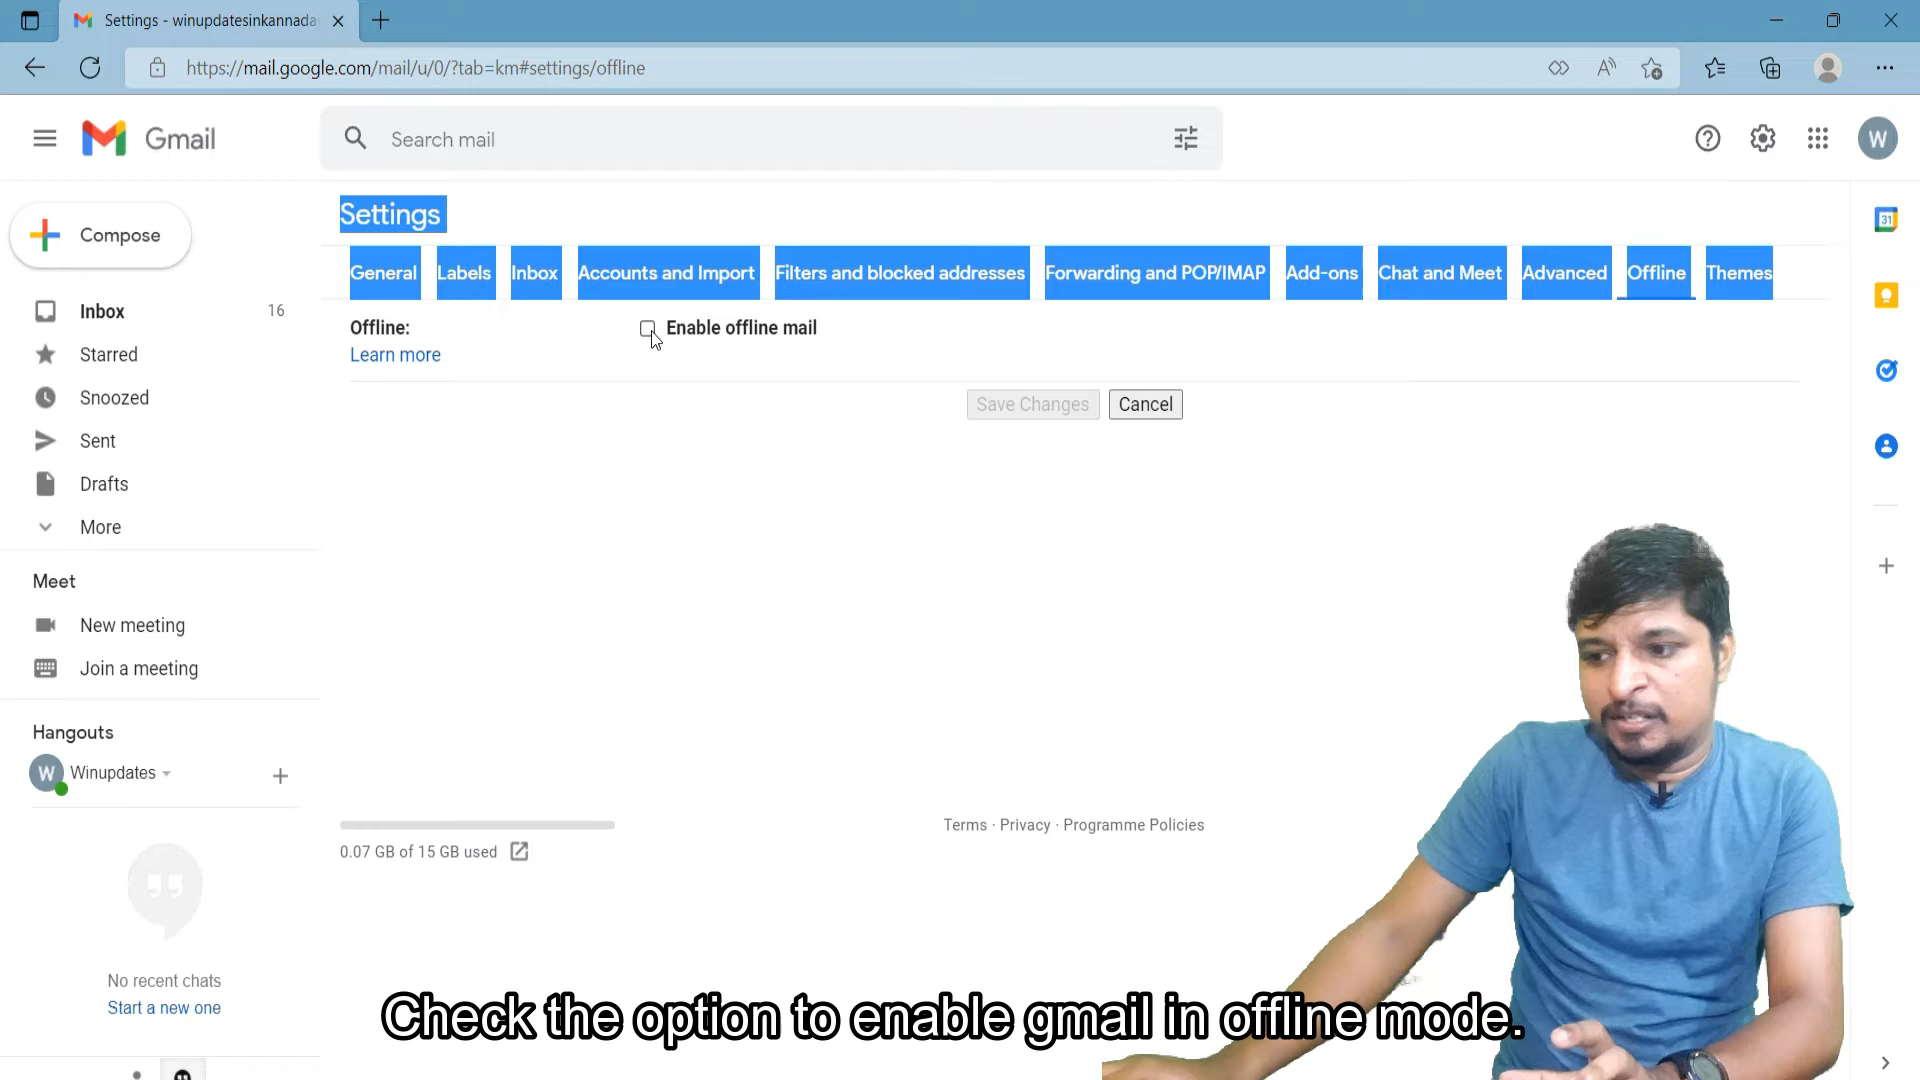 Settings - winupdatesinkannada
https://mail.google.com/mail/u/0/?tab=km#settings/offline
Gmail
Search mail
W
Compose
Inbox 16
Starred
Snoozed
Sent
Drafts
More
Meet
New meeting
Join a meeting
Hangouts
W Winupdates
No recent chats
Start a new one
Settings
General Labels Inbox Accounts and Import Filters and blocked addresses Forwarding and POP/IMAP Add-ons Chat and Meet Advanced Offline Themes
Offline: Enable offline mail
Learn more
Save Changes Cancel
Terms · Privacy · Programme Policies
0.07 GB of 15 GB used
31
Check the option to enable gmail in offline mode.